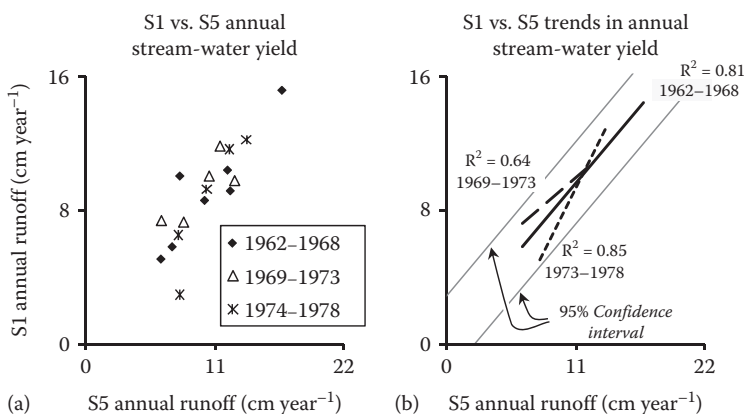 S1 vs. S5 annual
stream-water yield
16
8
0
S1 annual runoff (cm year⁻¹)
1962–1968
1969–1973
1974–1978
0
11
22
(a)
S5 annual runoff (cm year⁻¹)
S1 vs. S5 trends in annual
stream-water yield
16
8
0
R² = 0.81
1962–1968
R² = 0.64
1969–1973
R² = 0.85
1973–1978
95% Confidence
interval
0
11
22
(b)
S5 annual runoff (cm year⁻¹)